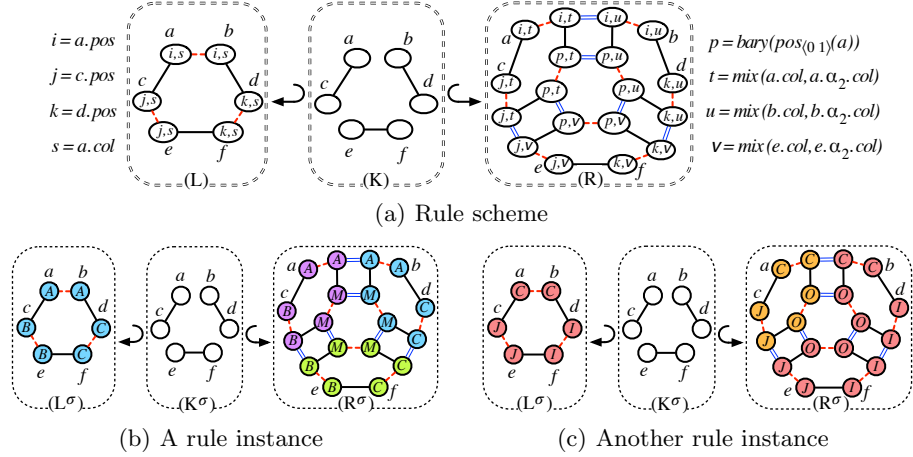 i = a.pos
j = c.pos
k = d.pos
s = a.col
a b
i,s i,s
c d
j,s k,s
j,s k,s
e f
(L)
a b
c d
e f
(K)
i,t i,t i,u i,u
a b
p,t p,u
c d
j,t p,t p,u k,u
j,t p,v p,v k,u
j,v k,v
e j,v k,v f
(R)
p = bary(pos⟨0 1⟩(a))
t = mix(a.col, a.α₂.col)
u = mix(b.col, b.α₂.col)
v = mix(e.col, e.α₂.col)
(a) Rule scheme
a b
A A
c d
B C
B C
e f
(Lσ)
a b
c d
e f
(Kσ)
A A A A
a b
M M
c d
B M M C
B M M C
B C
e B C f
(Rσ)
(b) A rule instance
a b
C C
c d
J I
J I
e f
(Lσ)
a b
c d
e f
(Kσ)
C C C C
a b
O O
c d
J O O I
J O O I
J I
e J I f
(Rσ)
(c) Another rule instance